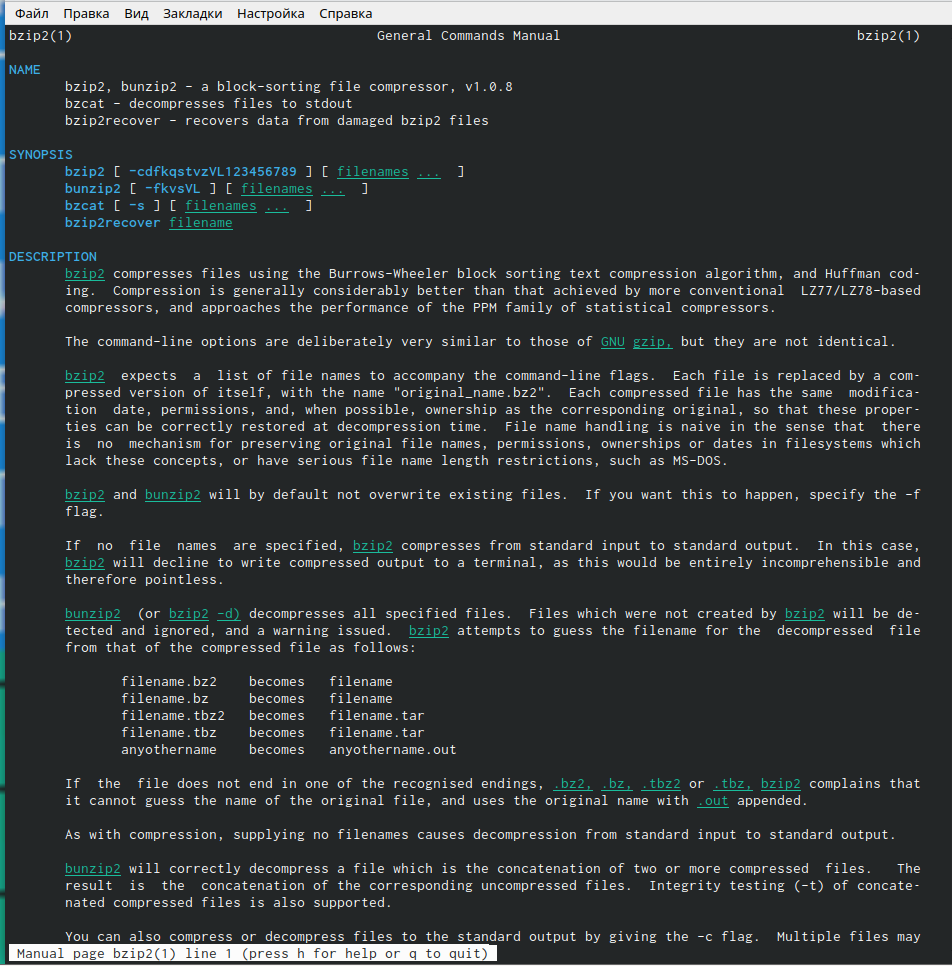 Файл Правка Вид Закладки Настройка Справка
bzip2(1) General Commands Manual bzip2(1)
NAME
bzip2, bunzip2 - a block-sorting file compressor, v1.0.8
bzcat - decompresses files to stdout
bzip2recover - recovers data from damaged bzip2 files
SYNOPSIS
bzip2 [ -cdfkqstvzVL123456789 ] [ filenames ... ]
bunzip2 [ -fkvsVL ] [ filenames ... ]
bzcat [ -s ] [ filenames ... ]
bzip2recover filename
DESCRIPTION
bzip2 compresses files using the Burrows-Wheeler block sorting text compression algorithm, and Huffman cod-
ing. Compression is generally considerably better than that achieved by more conventional LZ77/LZ78-based
compressors, and approaches the performance of the PPM family of statistical compressors.
The command-line options are deliberately very similar to those of GNU gzip, but they are not identical.
bzip2 expects a list of file names to accompany the command-line flags. Each file is replaced by a com-
pressed version of itself, with the name "original_name.bz2". Each compressed file has the same modifica-
tion date, permissions, and, when possible, ownership as the corresponding original, so that these proper-
ties can be correctly restored at decompression time. File name handling is naive in the sense that there
is no mechanism for preserving original file names, permissions, ownerships or dates in filesystems which
lack these concepts, or have serious file name length restrictions, such as MS-DOS.
bzip2 and bunzip2 will by default not overwrite existing files. If you want this to happen, specify the -f
flag.
If no file names are specified, bzip2 compresses from standard input to standard output. In this case,
bzip2 will decline to write compressed output to a terminal, as this would be entirely incomprehensible and
therefore pointless.
bunzip2 (or bzip2 -d) decompresses all specified files. Files which were not created by bzip2 will be de-
tected and ignored, and a warning issued. bzip2 attempts to guess the filename for the decompressed file
from that of the compressed file as follows:
filename.bz2 becomes filename
filename.bz becomes filename
filename.tbz2 becomes filename.tar
filename.tbz becomes filename.tar
anyothername becomes anyothername.out
If the file does not end in one of the recognised endings, .bz2, .bz, .tbz2 or .tbz, bzip2 complains that
it cannot guess the name of the original file, and uses the original name with .out appended.
As with compression, supplying no filenames causes decompression from standard input to standard output.
bunzip2 will correctly decompress a file which is the concatenation of two or more compressed files. The
result is the concatenation of the corresponding uncompressed files. Integrity testing (-t) of concate-
nated compressed files is also supported.
You can also compress or decompress files to the standard output by giving the -c flag. Multiple files may
Manual page bzip2(1) line 1 (press h for help or q to quit)